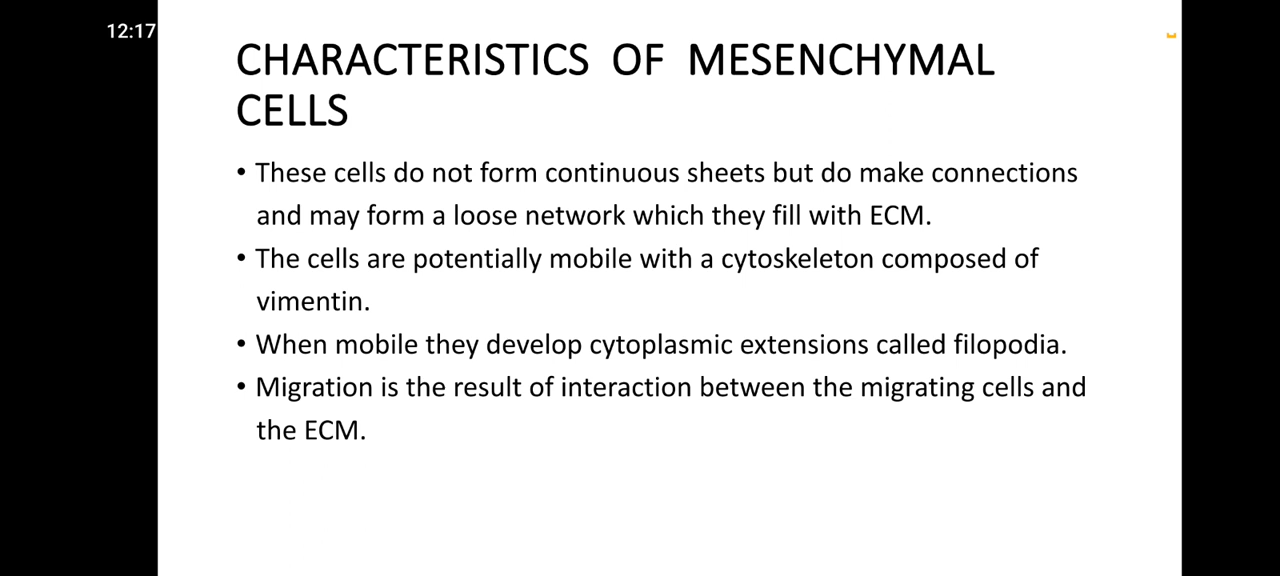 12:17
CHARACTERISTICS OF MESENCHYMAL
CELLS
• These cells do not form continuous sheets but do make connections
and may form a loose network which they fill with ECM.
• The cells are potentially mobile with a cytoskeleton composed of
vimentin.
• When mobile they develop cytoplasmic extensions called filopodia.
• Migration is the result of interaction between the migrating cells and
the ECM.